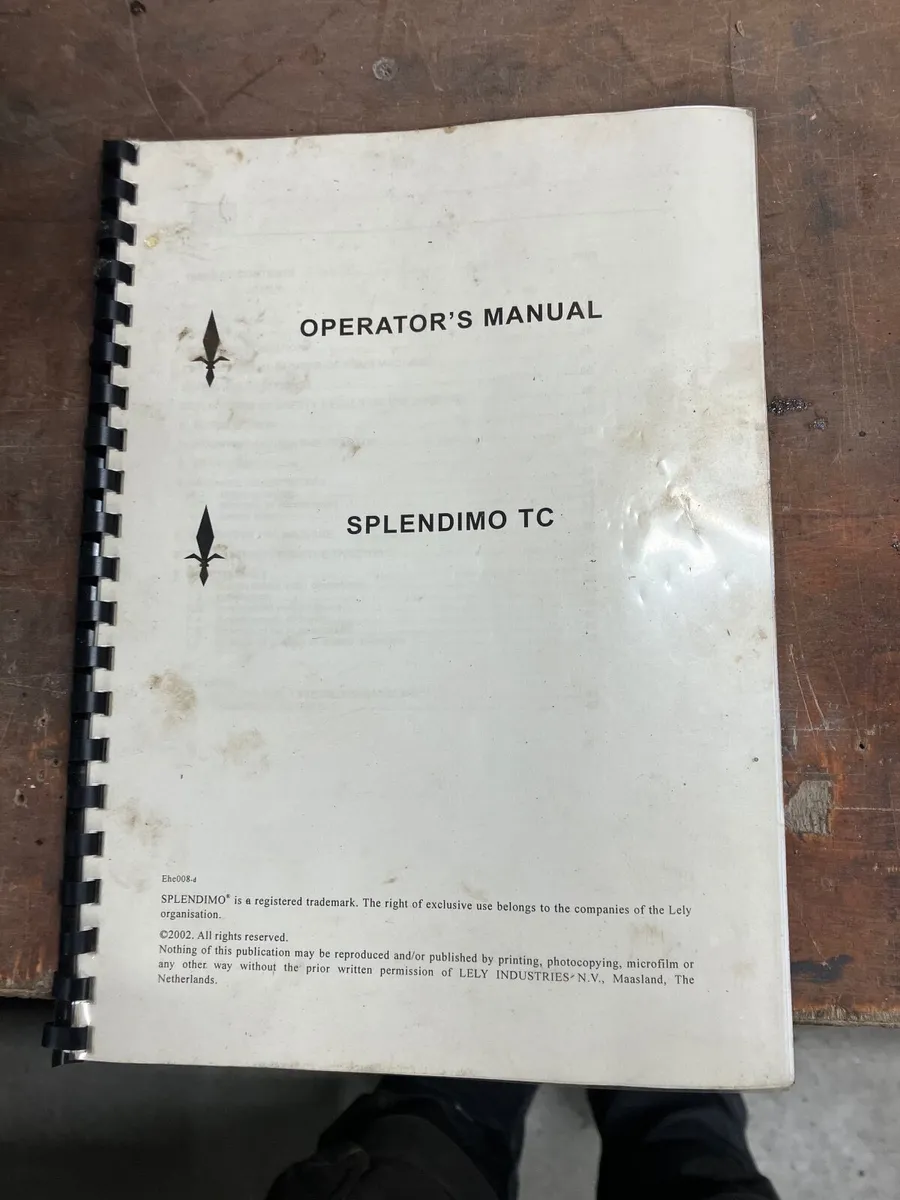 OPERATOR’S MANUAL
SPLENDIMO TC
Ehc008-d
SPLENDIMO® is a registered trademark. The right of exclusive use belongs to the companies of the Lely
organisation.
©2002. All rights reserved.
Nothing of this publication may be reproduced and/or published by printing, photocopying, microfilm or
any other way without the prior written permission of LELY INDUSTRIES N.V., Maasland, The
Netherlands.